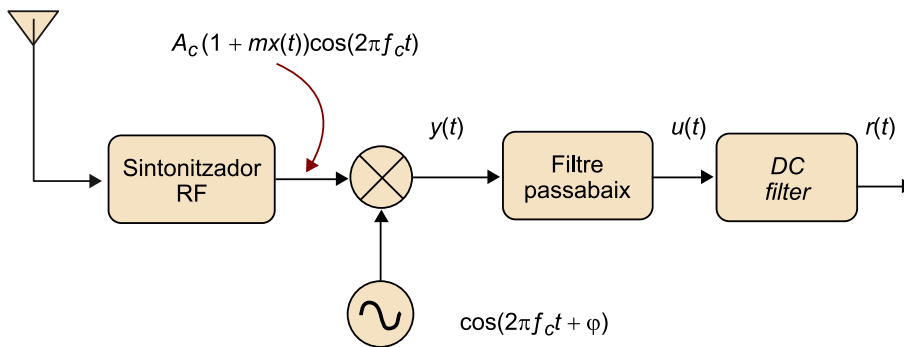 A_c(1 + mx(t))cos(2πf_ct)
y(t)
u(t)
r(t)
Sintonitzador
RF
Filtre
passabaix
DC
filter
cos(2πf_ct + φ)